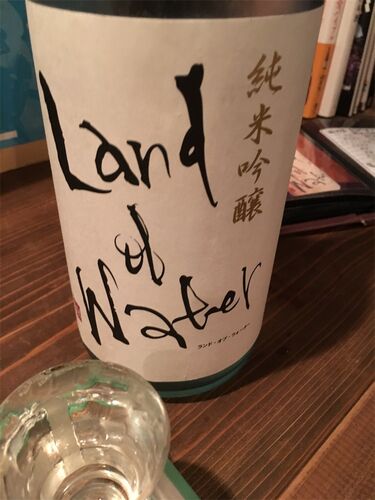 純米吟醸
Land
of
Water
ランド・オブ・ウォーター